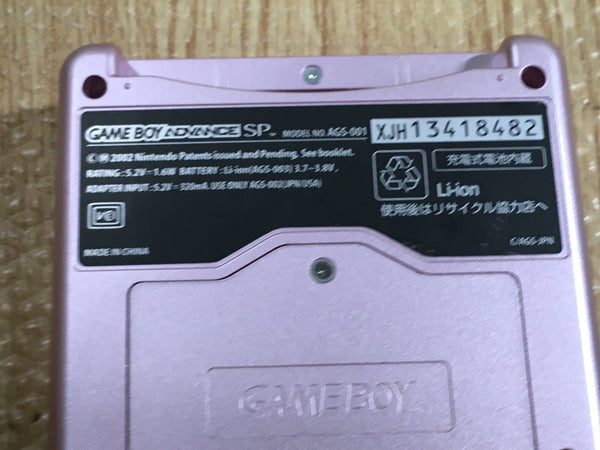 GAME BOY ADVANCE SP™ MODEL NO. AGS-001 XJH13418482
© Ⓜ 2002 Nintendo Patents issued and Pending. See booklet.
RATING : 5.2V⎓1.6W BATTERY : Li-ion(AGS-003) 3.7-3.8V,
ADAPTER INPUT : 5.2V⎓320mA. USE ONLY AGS-002(JPN/USA)
MADE IN CHINA
充電式電池内蔵
Li-ion
使用後はリサイクル協力店へ
C/AGS-JPN
GAME BOY